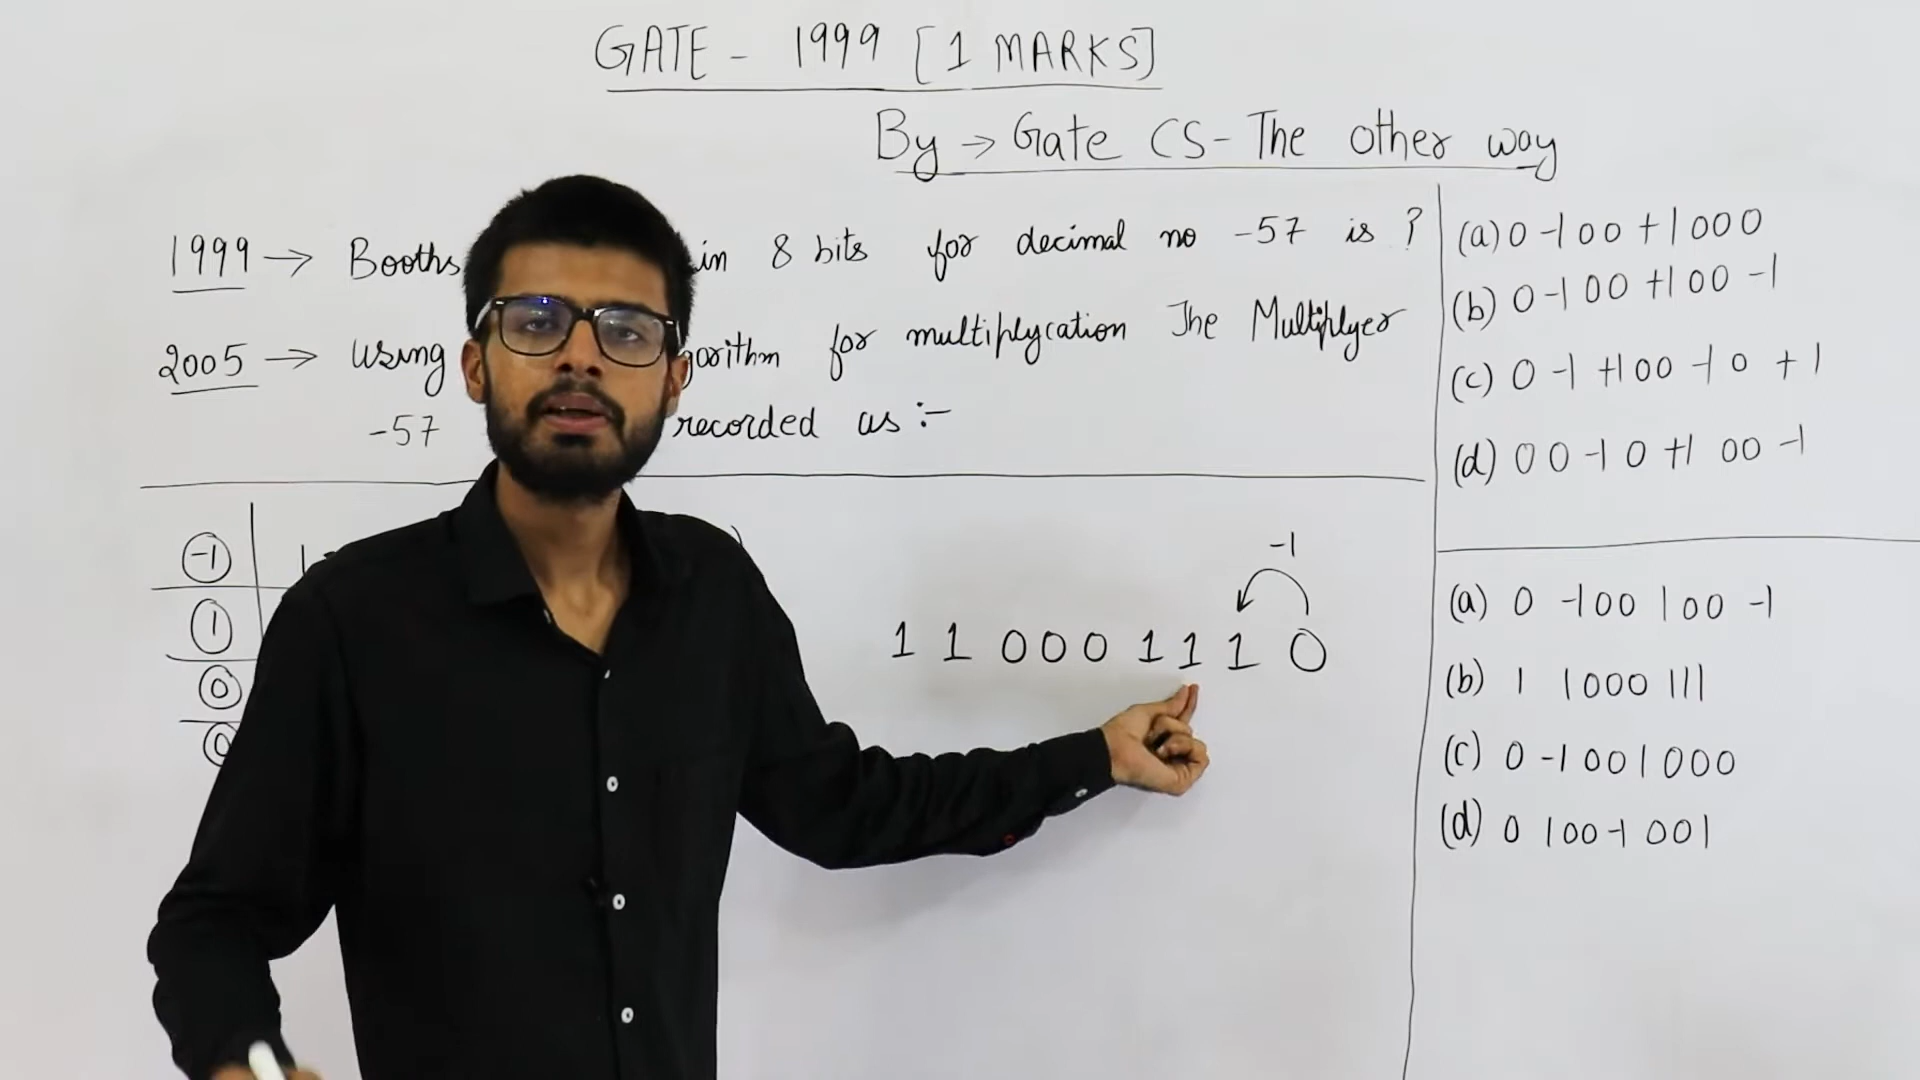 GATE - 1999 [1 MARKS]
By → Gate CS - The other way
1999 → Booths in 8 bits for decimal no -57 is ?
2005 → using gorithm for multiplycation The Multiplyer
-57 recorded as :-
(a) 0 -1 0 0 +1 0 0 0
(b) 0 -1 0 0 +1 0 0 -1
(c) 0 -1 +1 0 0 -1 0 +1
(d) 0 0 -1 0 +1 0 0 -1
-1
1
0
0
-1
1 1 0 0 0 1 1 1 0
(a) 0 -1 0 0 1 0 0 -1
(b) 1 1 0 0 0 1 1 1
(c) 0 -1 0 0 1 0 0 0
(d) 0 1 0 0 -1 0 0 1